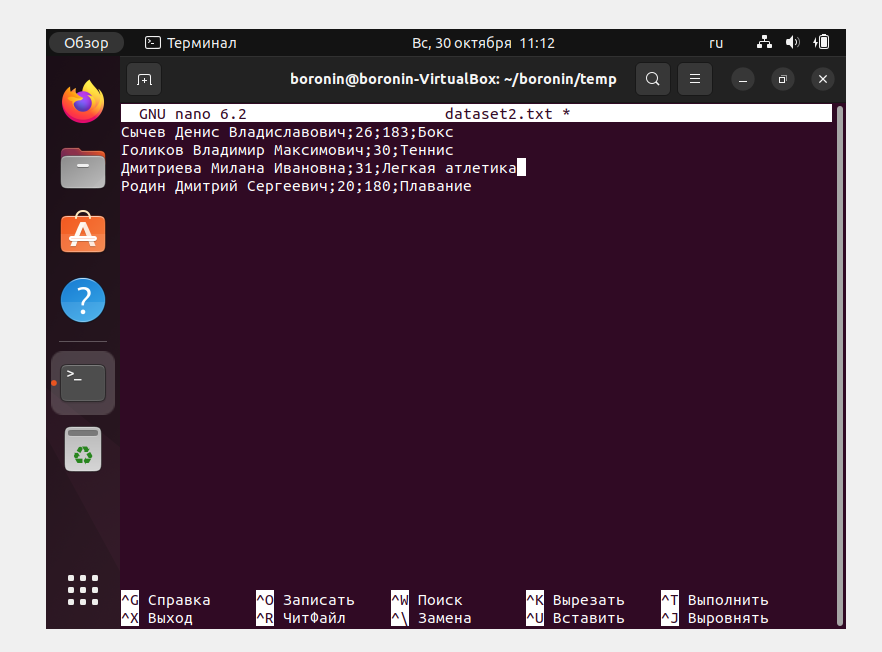 Обзор Терминал Вс, 30 октября 11:12 ru
boronin@boronin-VirtualBox: ~/boronin/temp
GNU nano 6.2 dataset2.txt *
Сычев Денис Владиславович;26;183;Бокс
Голиков Владимир Максимович;30;Теннис
Дмитриева Милана Ивановна;31;Легкая атлетика
Родин Дмитрий Сергеевич;20;180;Плавание
^G Справка ^O Записать ^W Поиск ^K Вырезать ^T Выполнить
^X Выход ^R ЧитФайл ^\ Замена ^U Вставить ^J Выровнять